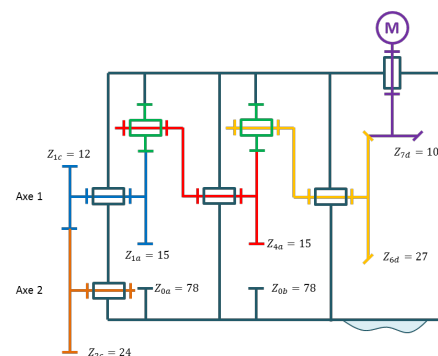 M
Z₇d = 10
Z₁c = 12
Axe 1
Z₁a = 15
Z₄a = 15
Z₆d = 27
Axe 2
Z₀a = 78
Z₀b = 78
Z₂c = 24